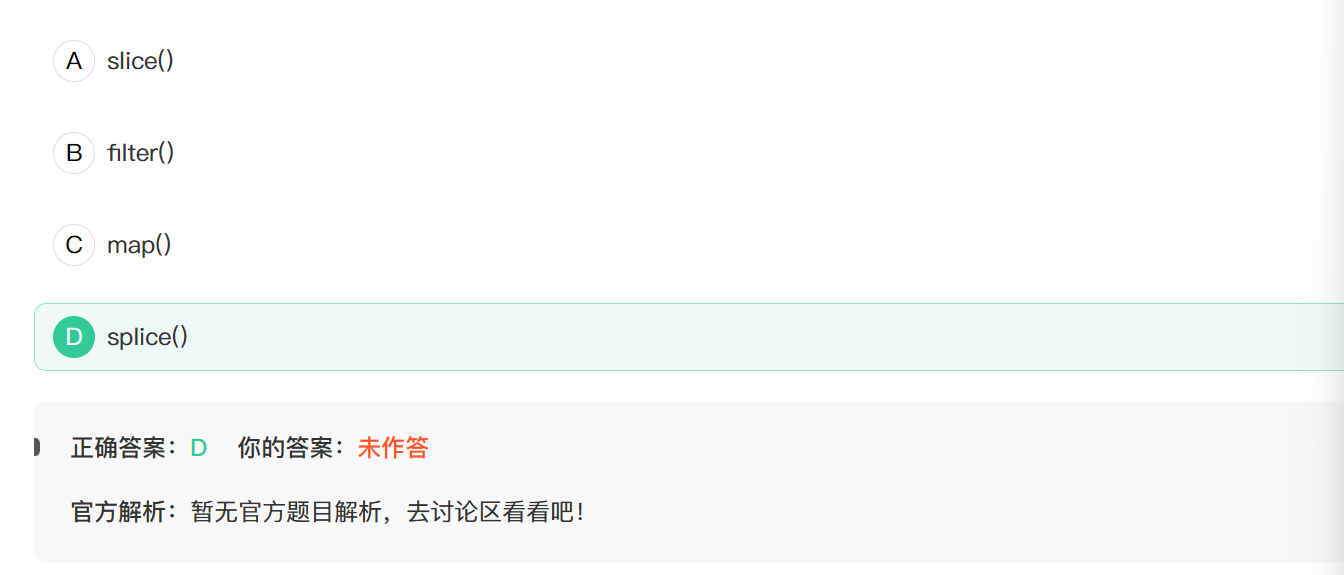 A slice()
B filter()
C map()
D splice()
正确答案：D 你的答案：未作答
官方解析：暂无官方题目解析，去讨论区看看吧！